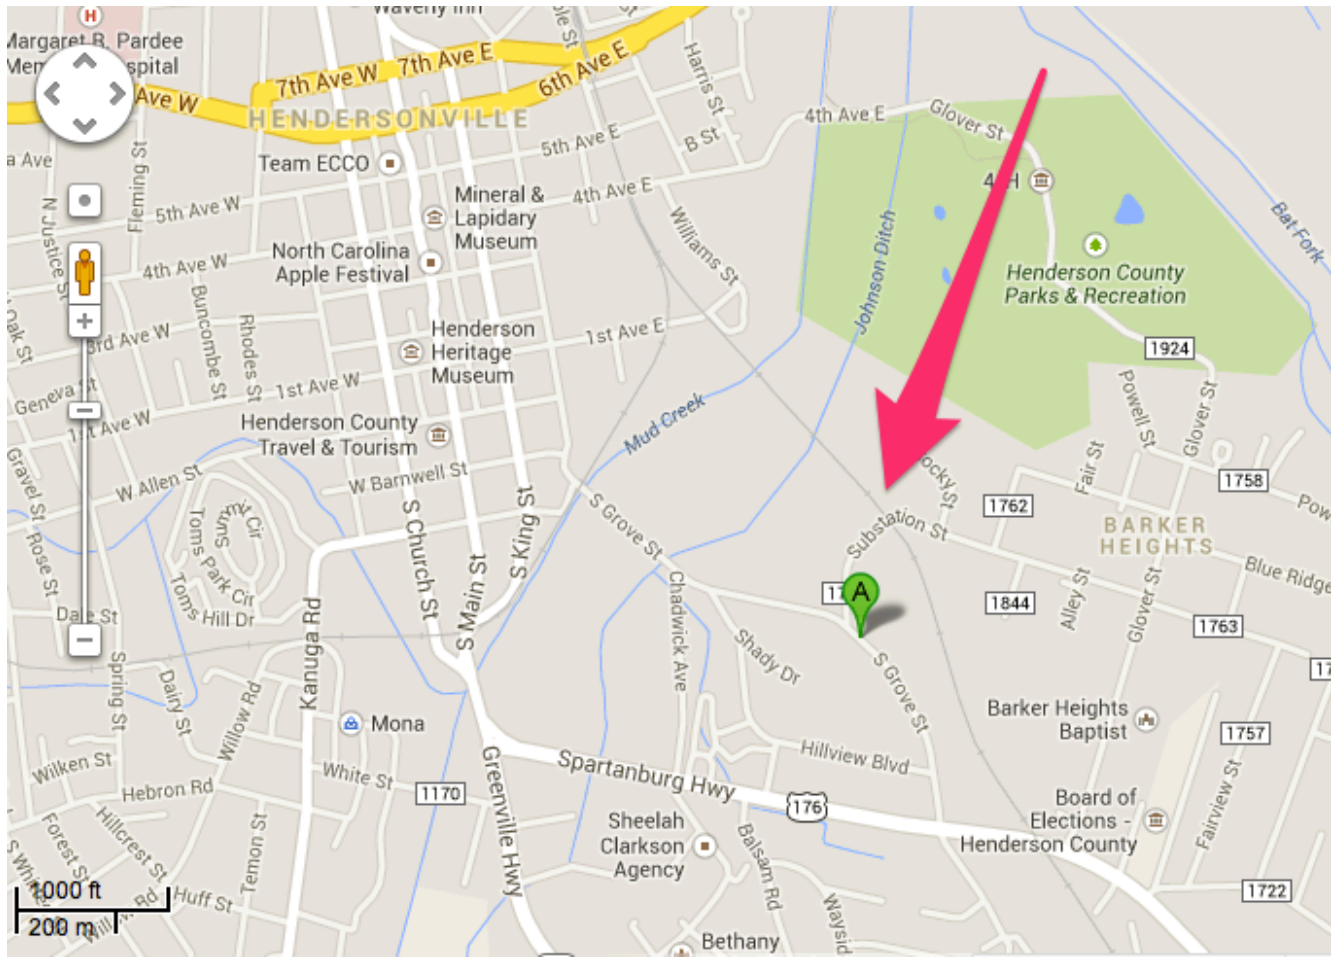 Waverly Inn
H
Margaret R. Pardee
7th Ave W
7th Ave E
6th Ave E
Ave W
HENDERSONVILLE
Harris St
4th Ave E
Glover St
B St
5th Ave E
Team ECCO
Fleming St
N Justice St
5th Ave W
4th Ave E
Mineral &
Lapidary
Museum
4-H
Williams St
Johnson Ditch
Bat Fork
North Carolina
Apple Festival
4th Ave W
Henderson County
Parks & Recreation
Buncombe St
Rhodes St
Oak St
3rd Ave W
1st Ave E
Henderson
Heritage
Museum
1924
Geneva St
1st Ave W
1st Ave W
Powell St
Glover St
Mud Creek
Henderson County
Travel & Tourism
Fair St
Gravel St
W Allen St
W Barnwell St
1758
S Grove St
1762
Substation St
BARKER
HEIGHTS
Rose St
Toms Park Cir
Toms Hill Dr
S Church St
S King St
S Main St
Blue Ridge
A
1844
Alley St
Glover St
1763
Dale St
Kanuga Rd
Chadwick Ave
Shady Dr
S Grove St
Spring St
Dairy St
Willow Rd
Mona
Barker Heights
Baptist
1757
Wilken St
White St
Greenville Hwy
Spartanburg Hwy
Hillview Blvd
176
1170
Hebron Rd
Hillcrest St
Forest St
Temon St
Sheelah
Clarkson
Agency
Balsam Rd
Board of
Elections -
Henderson County
Fairview St
1722
Huff St
1000 ft
200 m
Bethany